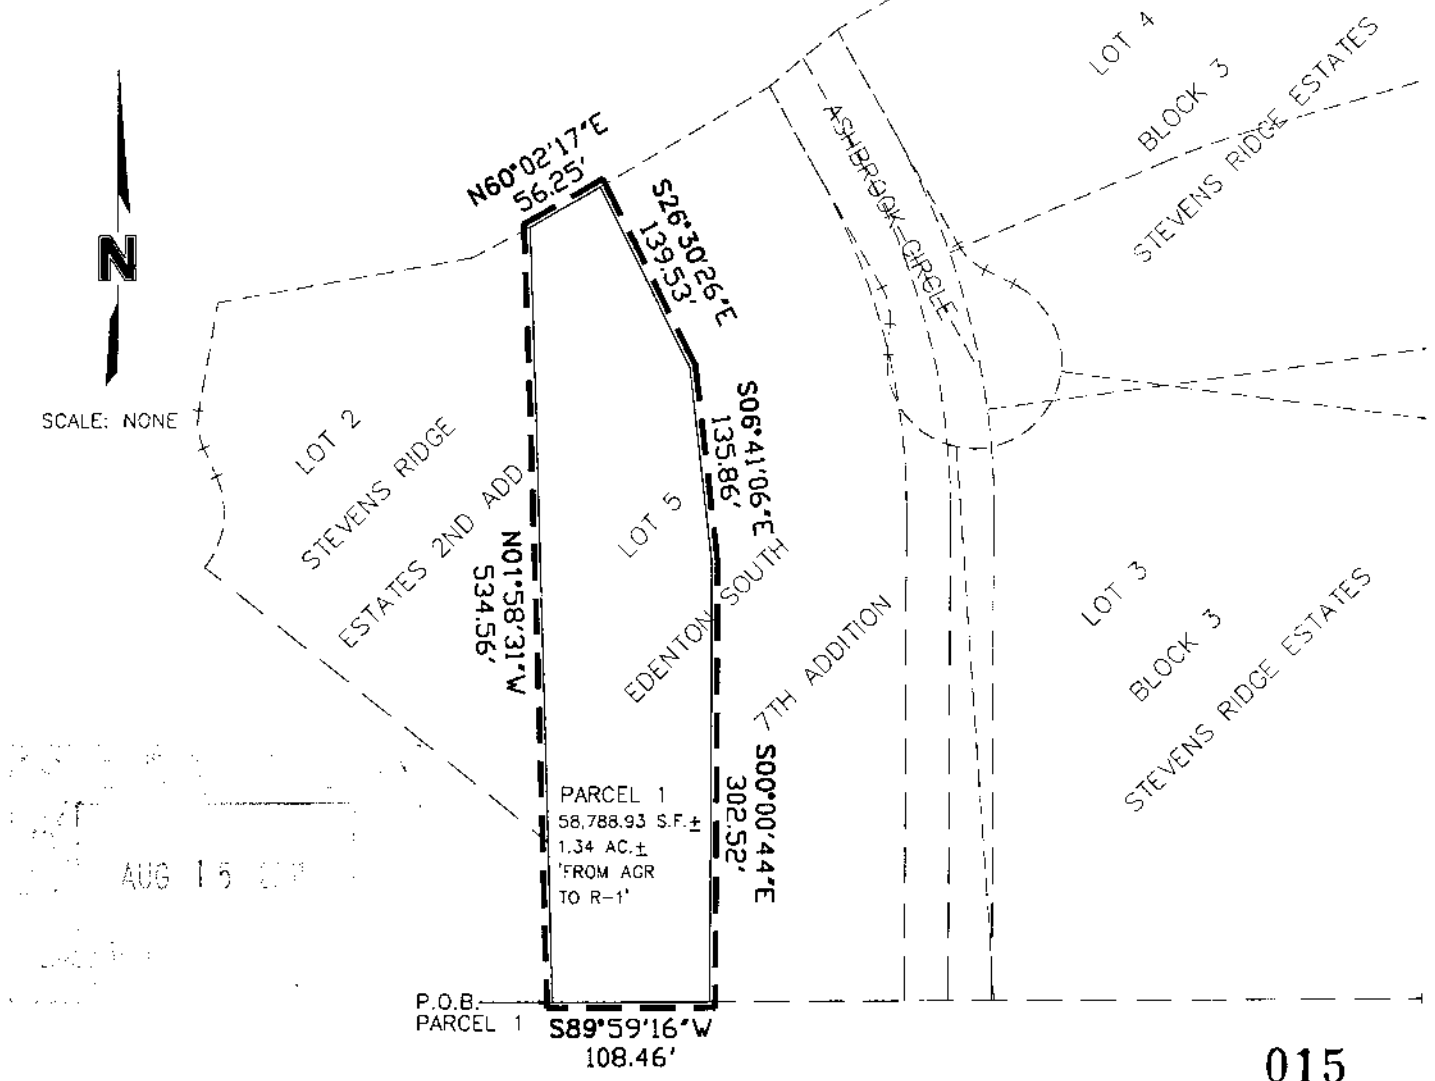 LOT 4
BLOCK 3
STEVENS RIDGE ESTATES
ASHBROOK CIRCLE
N60°02'17"E
56.25'
S26°30'26"E
139.53'
N
SCALE: NONE
LOT 2
STEVENS RIDGE
ESTATES 2ND ADD
S06°41'06"E
135.86'
LOT 5
EDENTON SOUTH
7TH ADDITION
N01°58'31"W
534.56'
LOT 3
BLOCK 3
STEVENS RIDGE ESTATES
S00°00'44"E
302.52'
PARCEL 1
58,788.93 S.F.±
1.34 AC.±
'FROM AGR
TO R-1'
AUG 15
P.O.B.
PARCEL 1
S89°59'16"W
108.46'
015